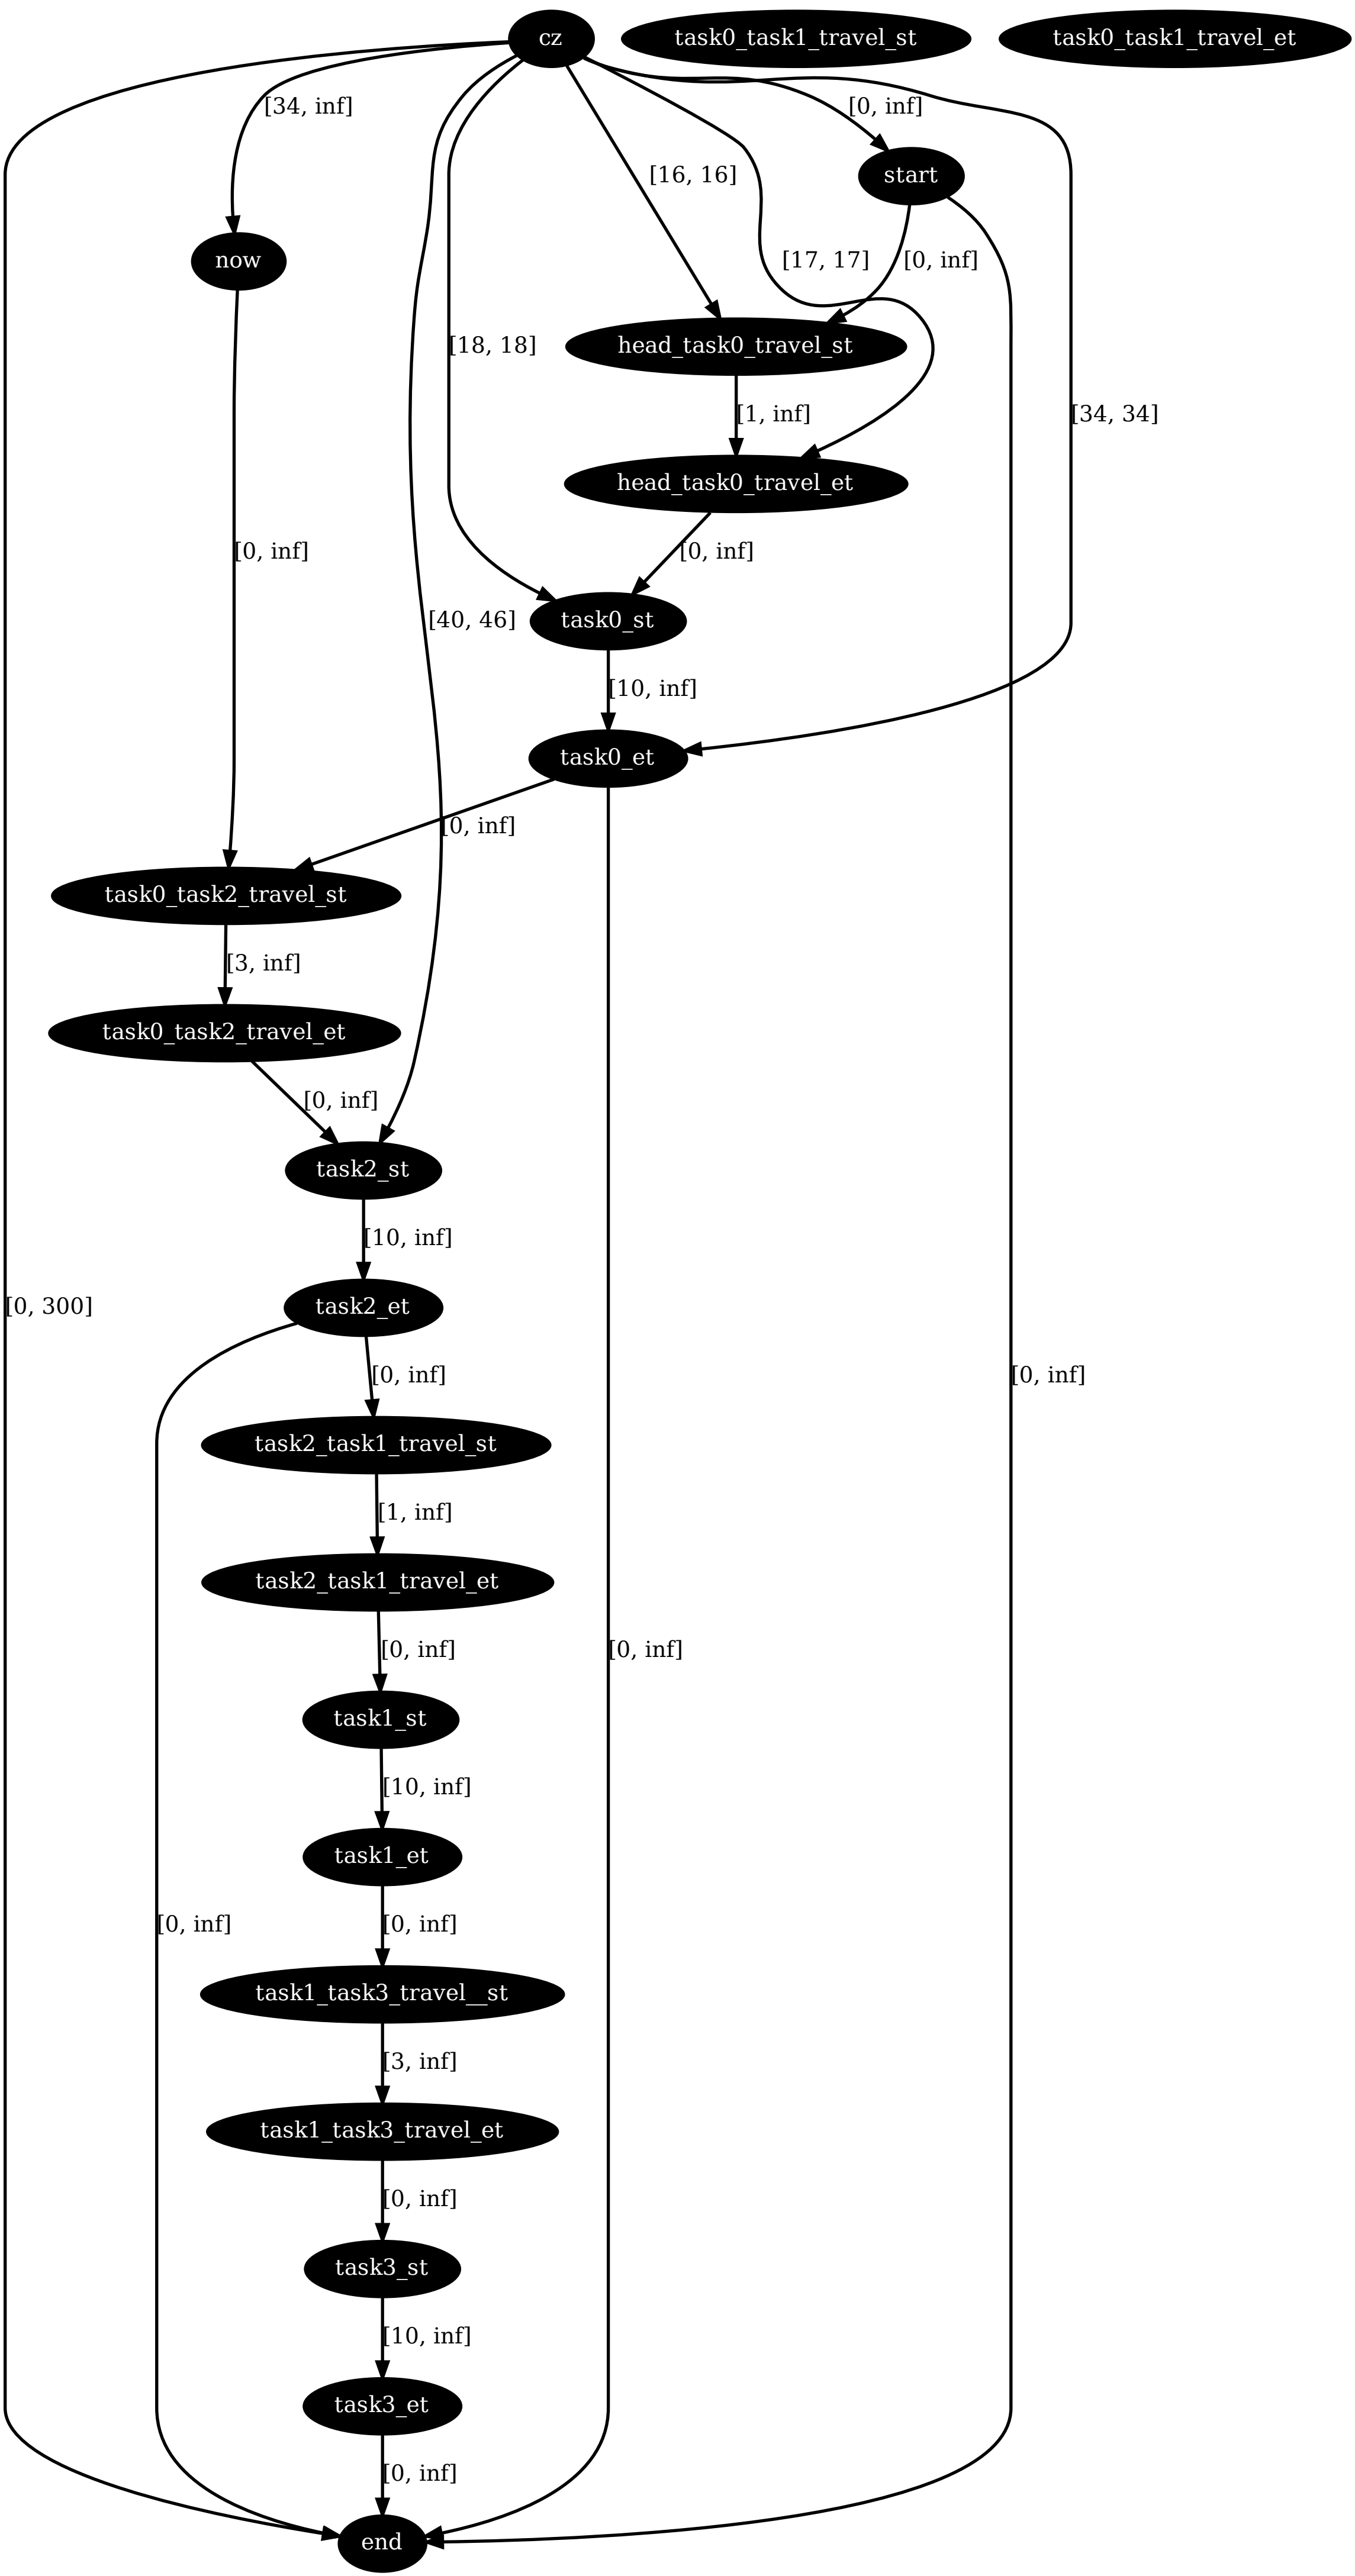 cz
task0_task1_travel_st
task0_task1_travel_et
[34, inf]
[0, inf]
[16, 16]
start
now
[17, 17]
[0, inf]
[18, 18]
head_task0_travel_st
[1, inf]
[34, 34]
head_task0_travel_et
[0, inf]
[0, inf]
[40, 46]
task0_st
[10, inf]
task0_et
[0, inf]
task0_task2_travel_st
[3, inf]
task0_task2_travel_et
[0, inf]
task2_st
[10, inf]
[0, 300]
task2_et
[0, inf]
[0, inf]
task2_task1_travel_st
[1, inf]
task2_task1_travel_et
[0, inf]
[0, inf]
task1_st
[10, inf]
task1_et
[0, inf]
[0, inf]
task1_task3_travel__st
[3, inf]
task1_task3_travel_et
[0, inf]
task3_st
[10, inf]
task3_et
[0, inf]
end